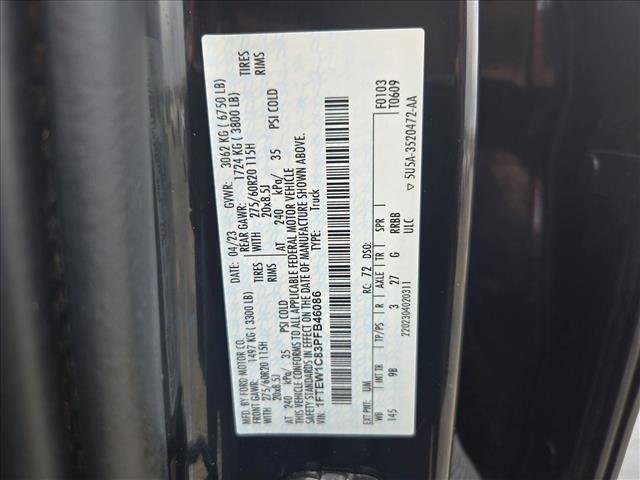 MFD. BY FORD MOTOR CO.
DATE: 04/23 GVWR: 3062 KG ( 6750 LB)
FRONT GAWR: 1497 KG ( 3300 LB) REAR GAWR: 1724 KG ( 3800 LB)
WITH 275/60R20 115H TIRES WITH 275/60R20 115H TIRES
20x8.5J RIMS 20x8.5J RIMS
AT 240 kPa/ 35 PSI COLD AT 240 kPa/ 35 PSI COLD
THIS VEHICLE CONFORMS TO ALL APPLICABLE FEDERAL MOTOR VEHICLE
SAFETY STANDARDS IN EFFECT ON THE DATE OF MANUFACTURE SHOWN ABOVE.
VIN: 1FTEW1C83PFB46086 TYPE: Truck
F0103
T0609
EXT PNT: UM RC: 72 DSO:
WB TP/PS R AXLE TR SPR
145 9B 3 27 G RRBB
ULC
2202304020311
▽ 5U5A-3520472-AA